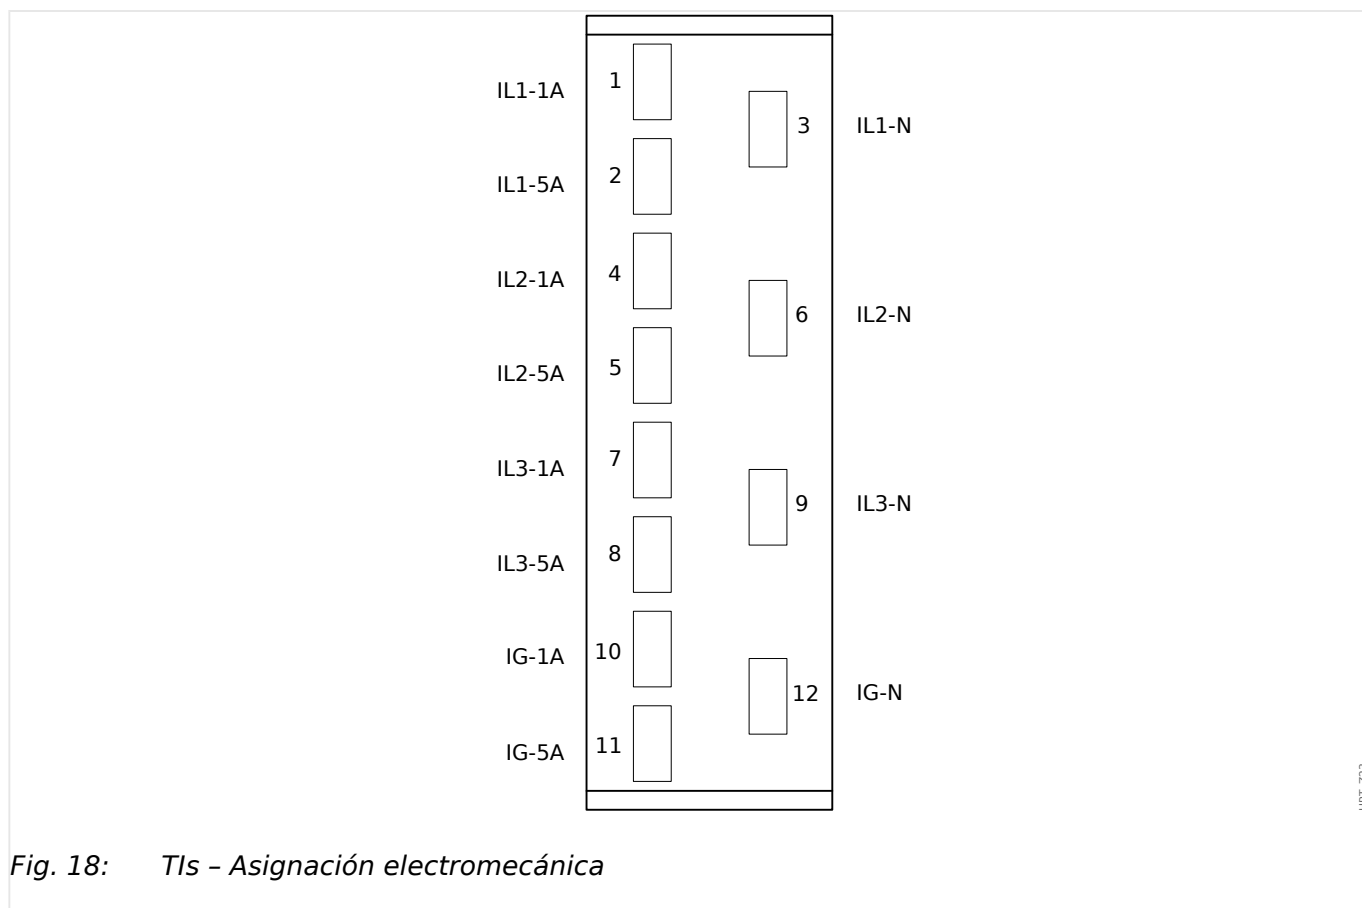 IL1-1A 1
3 IL1-N
IL1-5A 2
IL2-1A 4
6 IL2-N
IL2-5A 5
IL3-1A 7
9 IL3-N
IL3-5A 8
IG-1A 10
12 IG-N
IG-5A 11
Fig. 18: TIs – Asignación electromecánica